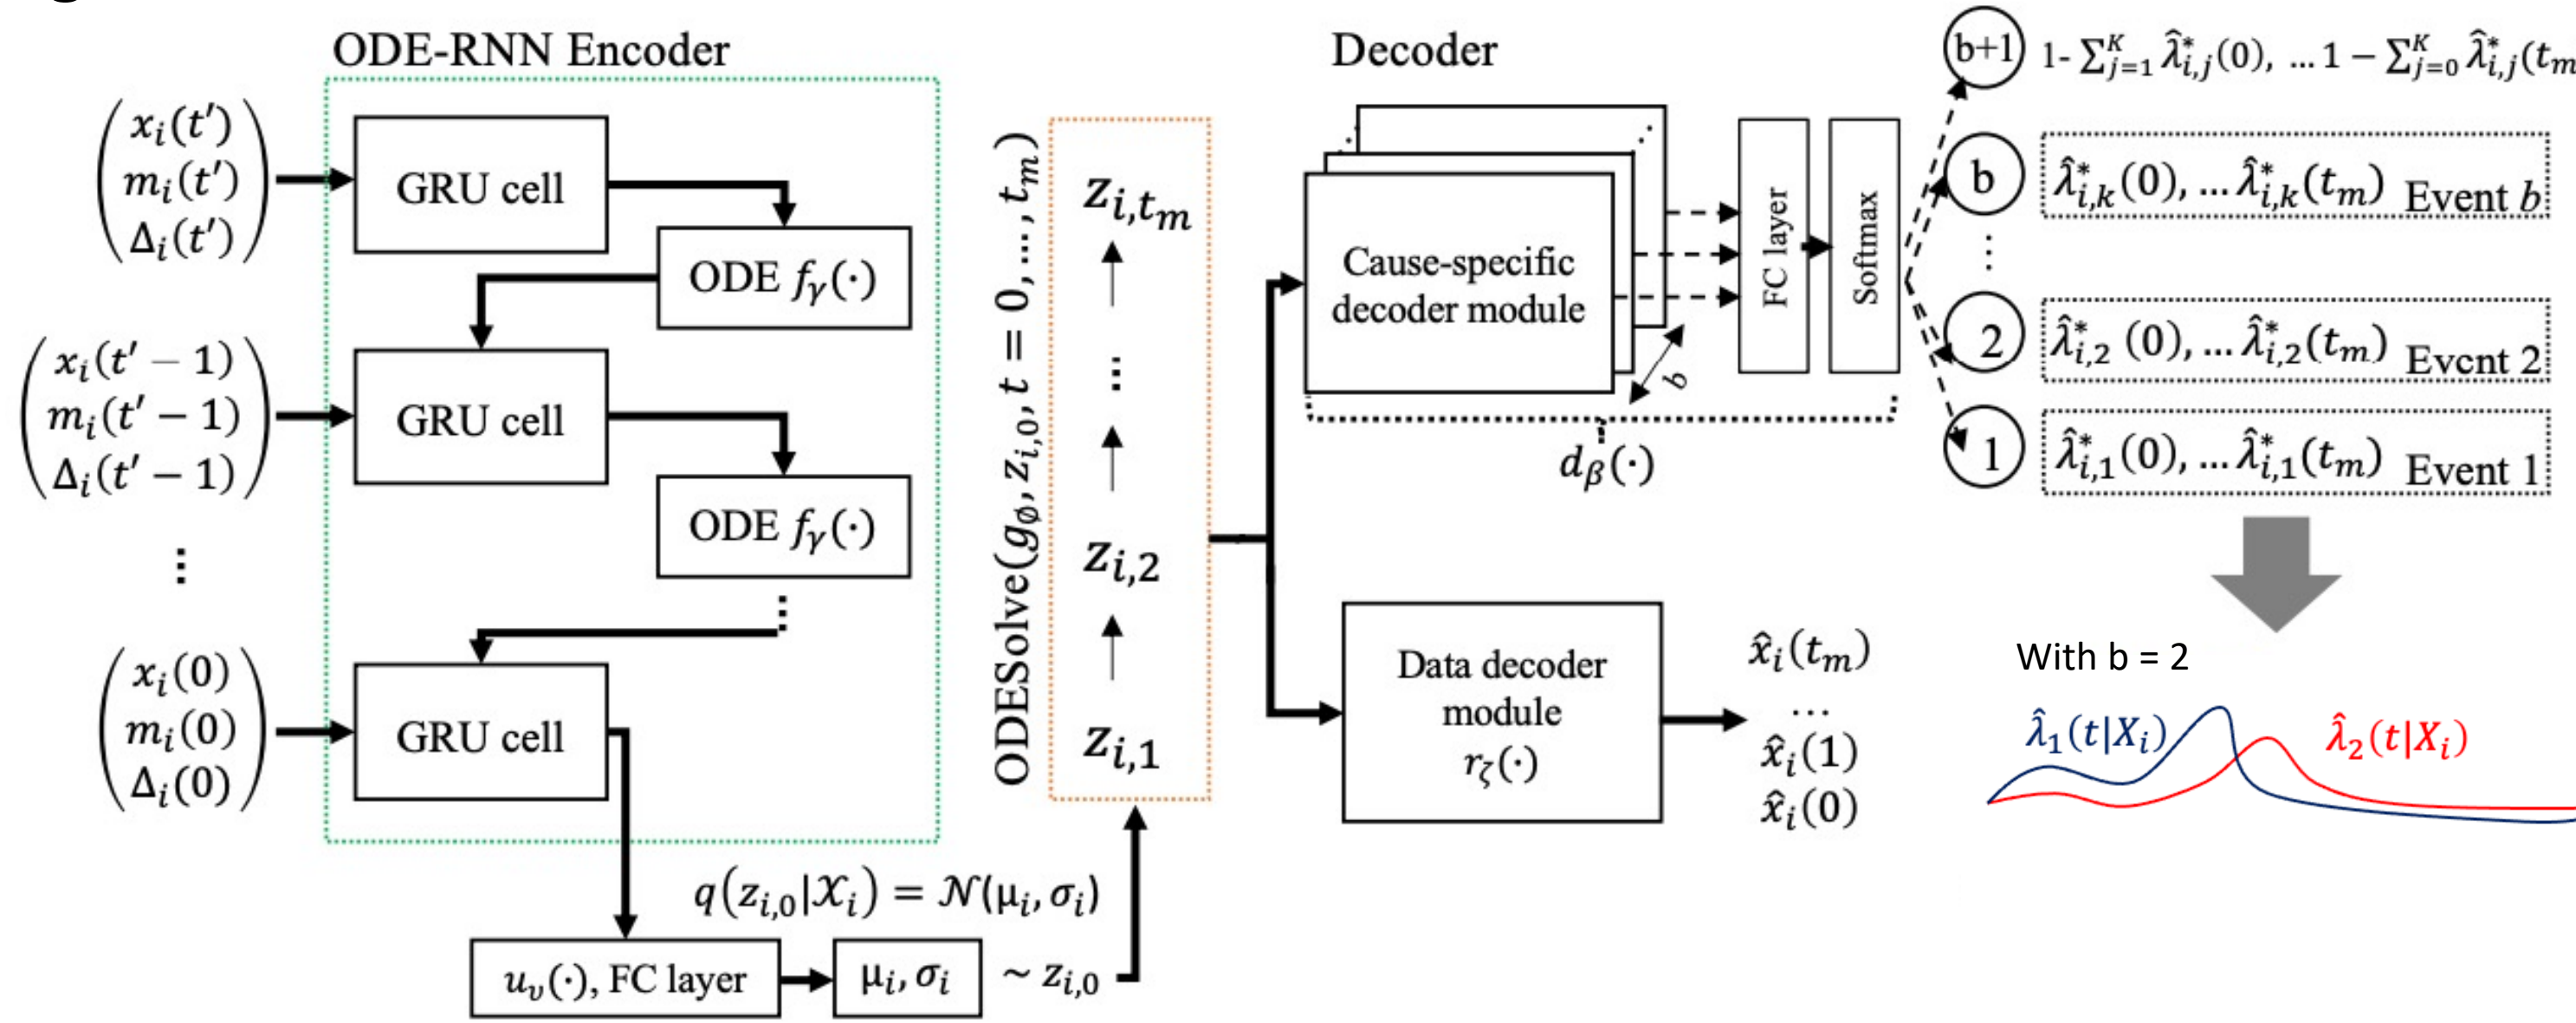 ODE-RNN Encoder
x_i(t′)
m_i(t′)
Δ_i(t′)
GRU cell
ODE f_γ(·)
x_i(t′ − 1)
m_i(t′ − 1)
Δ_i(t′ − 1)
GRU cell
ODE f_γ(·)
⋮
⋮
x_i(0)
m_i(0)
Δ_i(0)
GRU cell
q(z_{i,0}|𝒳_i) = 𝒩(μ_i, σ_i)
u_v(·), FC layer
μ_i, σ_i
~ z_{i,0}
ODESolve(g_ø, z_{i,0}, t = 0, ..., t_m)
z_{i,t_m}
⋮
z_{i,2}
z_{i,1}
Decoder
Cause-specific
decoder module
b
FC layer
Softmax
d_β(·)
Data decoder
module
r_ζ(·)
x̂_i(t_m)
...
x̂_i(1)
x̂_i(0)
b+1 1- ∑_{j=1}^{K} λ̂*_{i,j}(0), ... 1 − ∑_{j=0}^{K} λ̂*_{i,j}(t_m
b λ̂*_{i,k}(0), ... λ̂*_{i,k}(t_m) Event b
⋮
2 λ̂*_{i,2} (0), ... λ̂*_{i,2}(t_m) Event 2
1 λ̂*_{i,1}(0), ... λ̂*_{i,1}(t_m) Event 1
With b = 2
λ̂_1(t|X_i) λ̂_2(t|X_i)